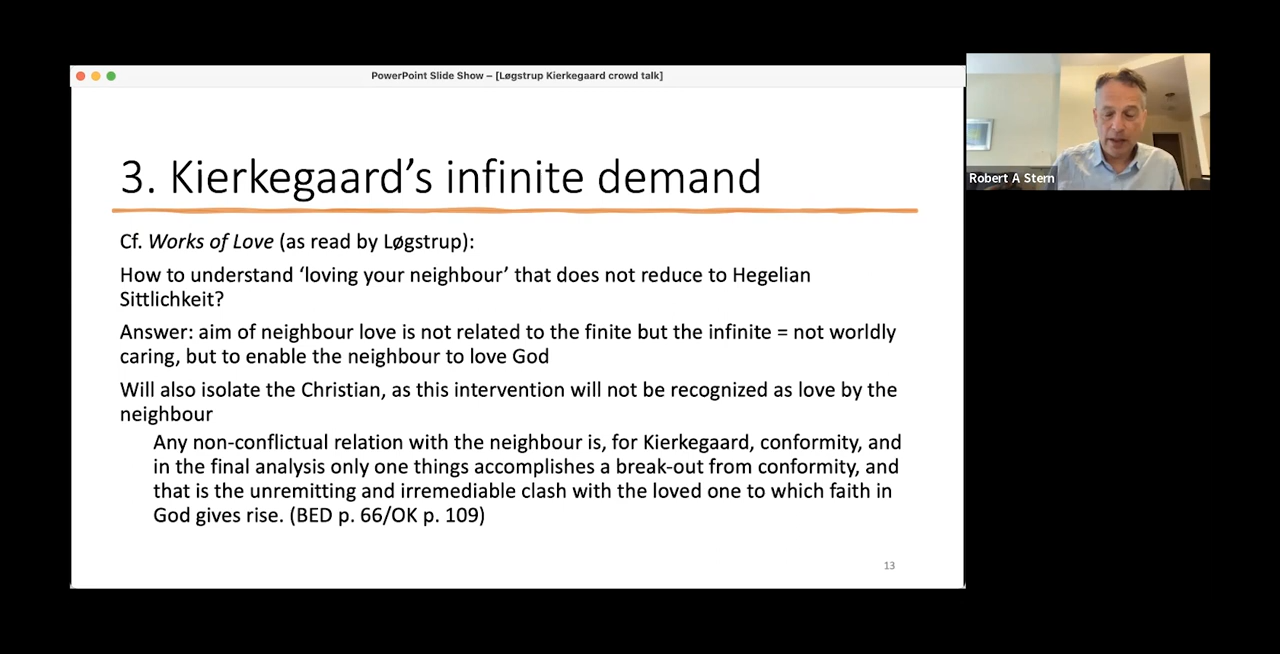 PowerPoint Slide Show – [Løgstrup Kierkegaard crowd talk]
3. Kierkegaard's infinite demand
Cf. Works of Love (as read by Løgstrup):
How to understand 'loving your neighbour' that does not reduce to Hegelian
Sittlichkeit?
Answer: aim of neighbour love is not related to the finite but the infinite = not worldly
caring, but to enable the neighbour to love God
Will also isolate the Christian, as this intervention will not be recognized as love by the
neighbour
Any non-conflictual relation with the neighbour is, for Kierkegaard, conformity, and
in the final analysis only one things accomplishes a break-out from conformity, and
that is the unremitting and irremediable clash with the loved one to which faith in
God gives rise. (BED p. 66/OK p. 109)
13
Robert A Stern